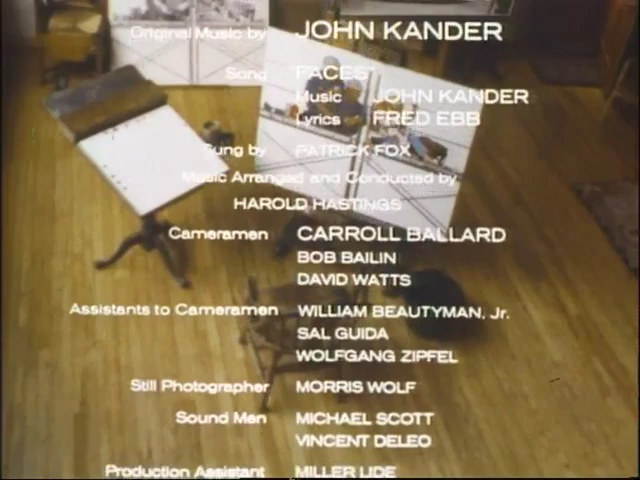 Original Music by JOHN KANDER
Song "FACES"
Music JOHN KANDER
Lyrics FRED EBB
Sung by PATRICK FOX
Music Arranged and Conducted by
HAROLD HASTINGS
Cameramen CARROLL BALLARD
BOB BAILIN
DAVID WATTS
Assistants to Cameramen WILLIAM BEAUTYMAN, Jr.
SAL GUIDA
WOLFGANG ZIPFEL
Still Photographer MORRIS WOLF
Sound Men MICHAEL SCOTT
VINCENT DELEO
Production Assistant MILLER LIDE